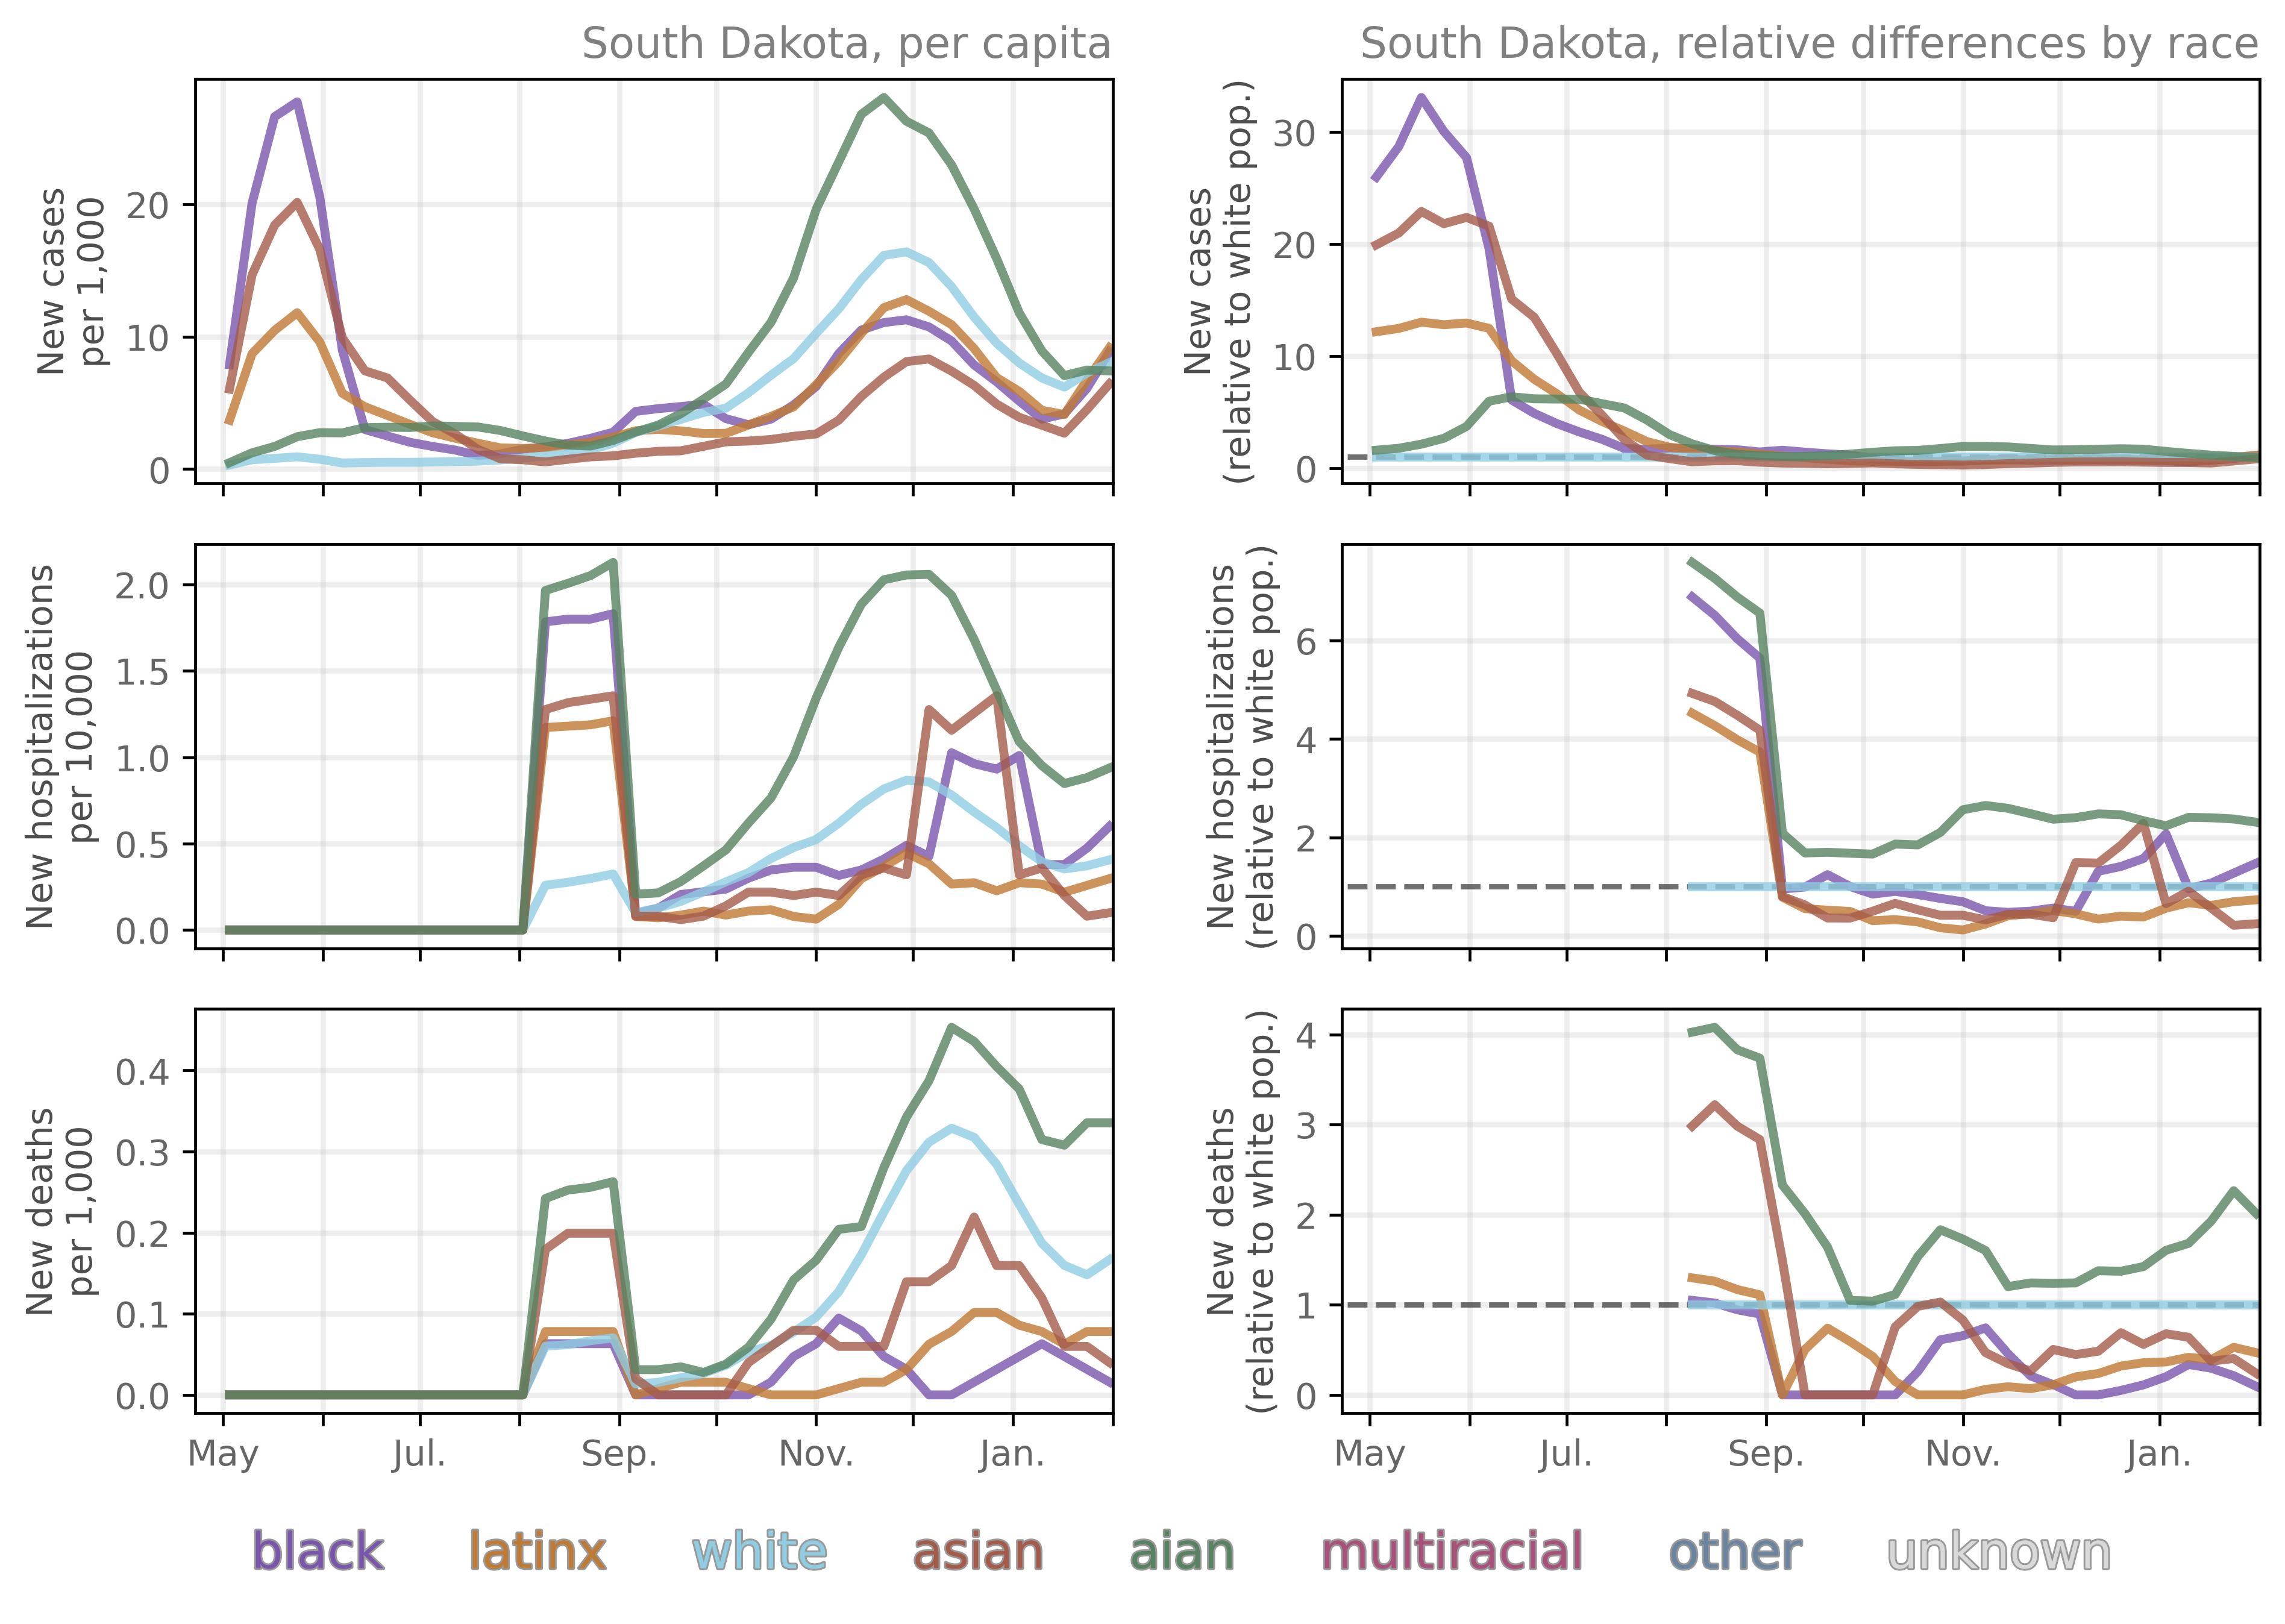 South Dakota, per capita
South Dakota, relative differences by race
New cases
per 1,000
20
10
0
New cases
(relative to white pop.)
30
20
10
0
New hospitalizations
per 10,000
2.0
1.5
1.0
0.5
0.0
New hospitalizations
(relative to white pop.)
6
4
2
0
New deaths
per 1,000
0.4
0.3
0.2
0.1
0.0
May Jul. Sep. Nov. Jan.
New deaths
(relative to white pop.)
4
3
2
1
0
May Jul. Sep. Nov. Jan.
black latinx white asian aian multiracial other unknown